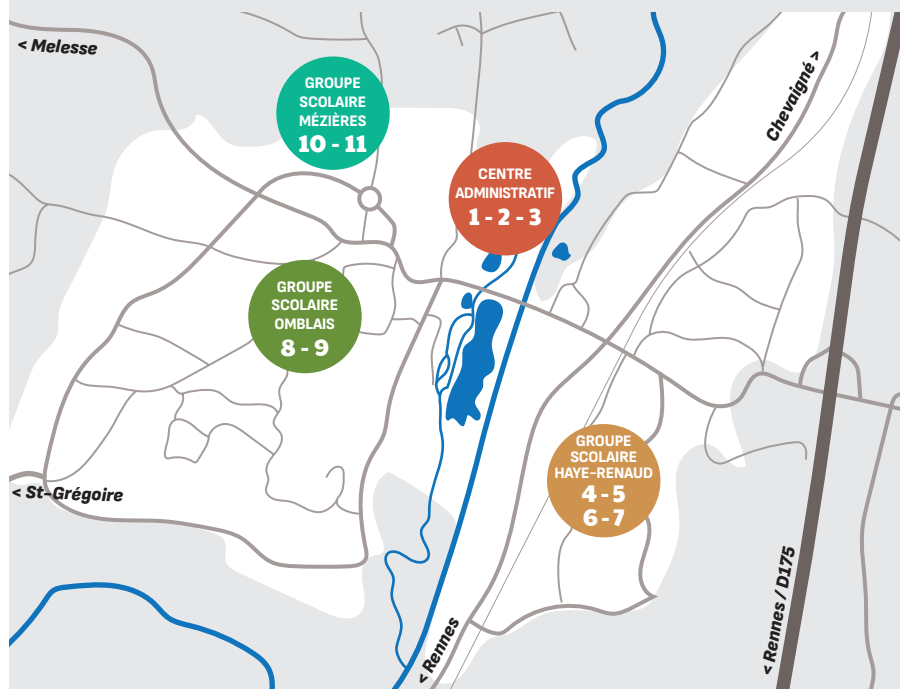 < Melesse
GROUPE
SCOLAIRE
MÉZIÈRES
10 - 11
Chevaigné >
CENTRE
ADMINISTRATIF
1 - 2 - 3
GROUPE
SCOLAIRE
OMBLAIS
8 - 9
GROUPE
SCOLAIRE
HAYE-RENAUD
4 - 5
6 - 7
< St-Grégoire
< Rennes
< Rennes / D175